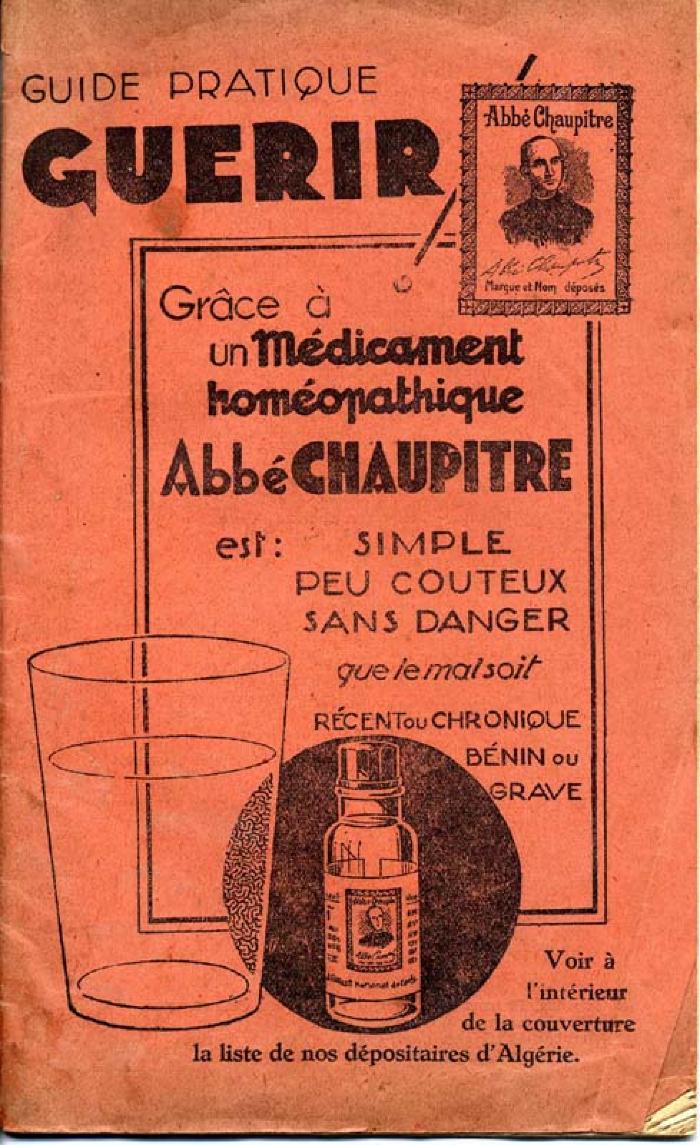 GUIDE PRATIQUE
GUERIR
Abbé Chaupitre
Abbé Chaupitre
Marque et Nom déposés
Grâce à
un Médicament
homéopathique
Abbé CHAUPITRE
est: SIMPLE
PEU COUTEUX
SANS DANGER
que le mal soit
RÉCENT OU CHRONIQUE
BÉNIN OU
GRAVE
Voir à
l'intérieur
de la couverture
la liste de nos dépositaires d'Algérie.